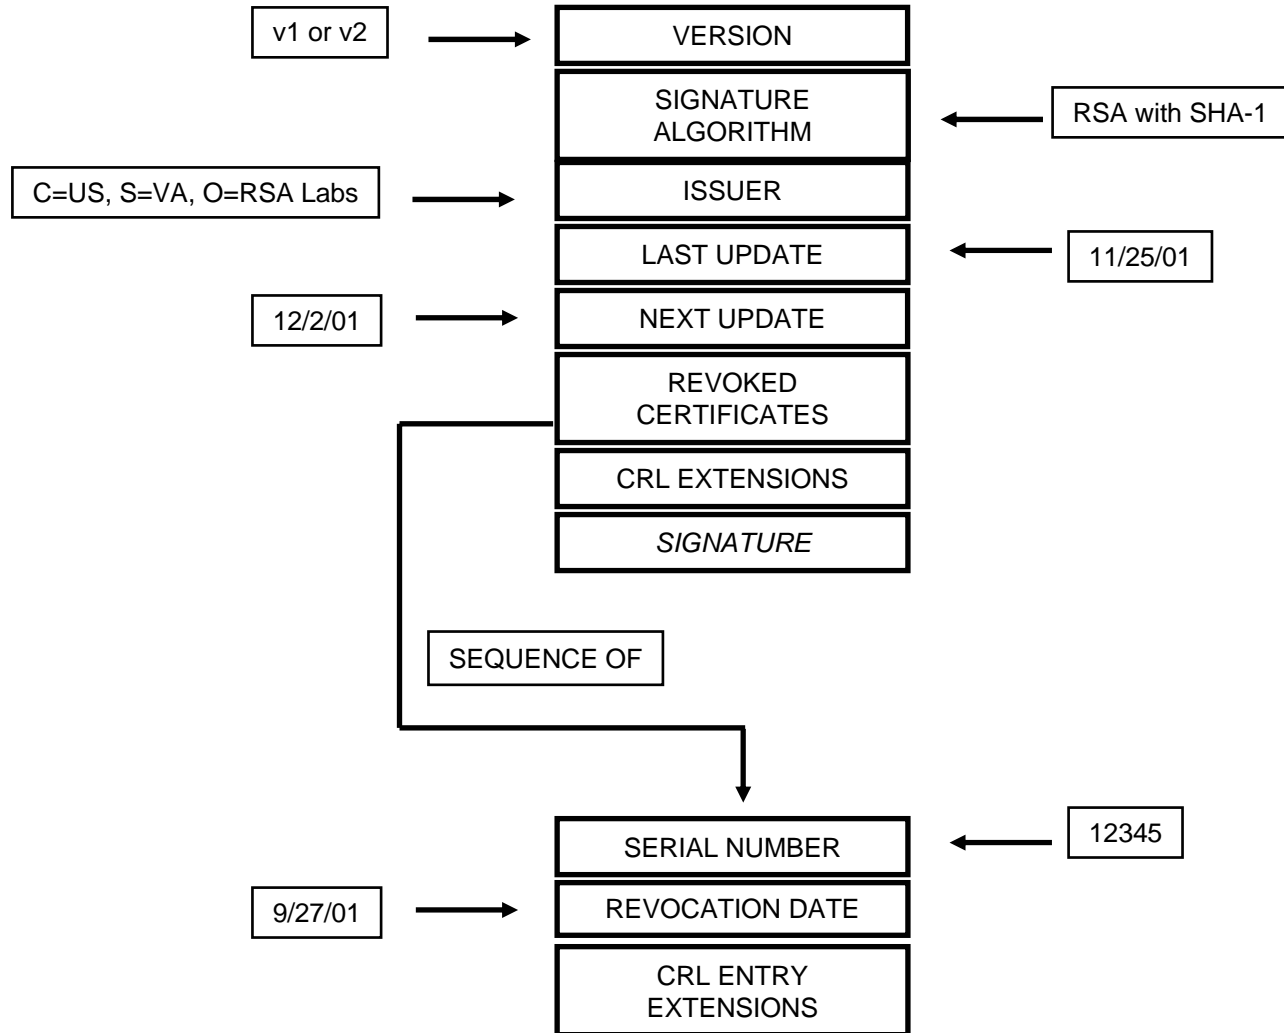 v1 or v2
VERSION
SIGNATURE
ALGORITHM
RSA with SHA-1
C=US, S=VA, O=RSA Labs
ISSUER
LAST UPDATE
11/25/01
12/2/01
NEXT UPDATE
REVOKED
CERTIFICATES
CRL EXTENSIONS
SIGNATURE
SEQUENCE OF
SERIAL NUMBER
12345
9/27/01
REVOCATION DATE
CRL ENTRY
EXTENSIONS